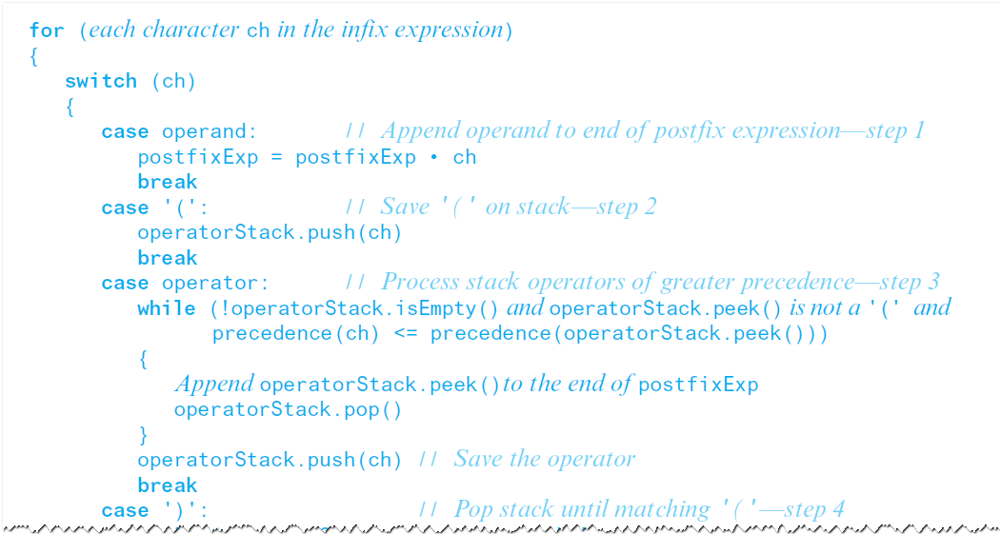 for (each character ch in the infix expression)
{
switch (ch)
{
case operand: // Append operand to end of postfix expression—step 1
postfixExp = postfixExp • ch
break
case '(': // Save '(' on stack—step 2
operatorStack.push(ch)
break
case operator: // Process stack operators of greater precedence—step 3
while (!operatorStack.isEmpty() and operatorStack.peek() is not a '(' and
precedence(ch) <= precedence(operatorStack.peek()))
{
Append operatorStack.peek() to the end of postfixExp
operatorStack.pop()
}
operatorStack.push(ch) // Save the operator
break
case ')': // Pop stack until matching '('—step 4